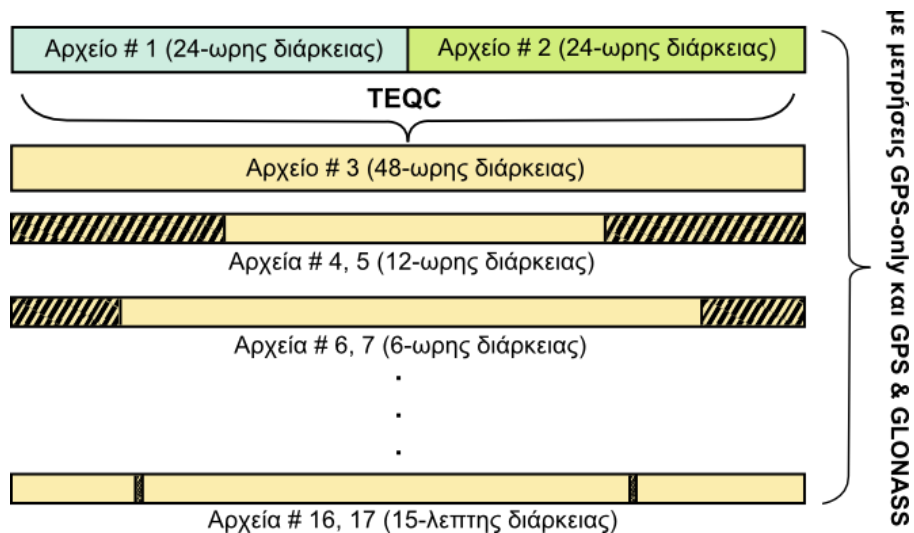 Αρχείο # 1 (24-ωρης διάρκειας)
Αρχείο # 2 (24-ωρης διάρκειας)
TEQC
Αρχείο # 3 (48-ωρης διάρκειας)
Αρχεία # 4, 5 (12-ωρης διάρκειας)
Αρχεία # 6, 7 (6-ωρης διάρκειας)
Αρχεία # 16, 17 (15-λεπτης διάρκειας)
με μετρήσεις GPS-only και GPS & GLONASS